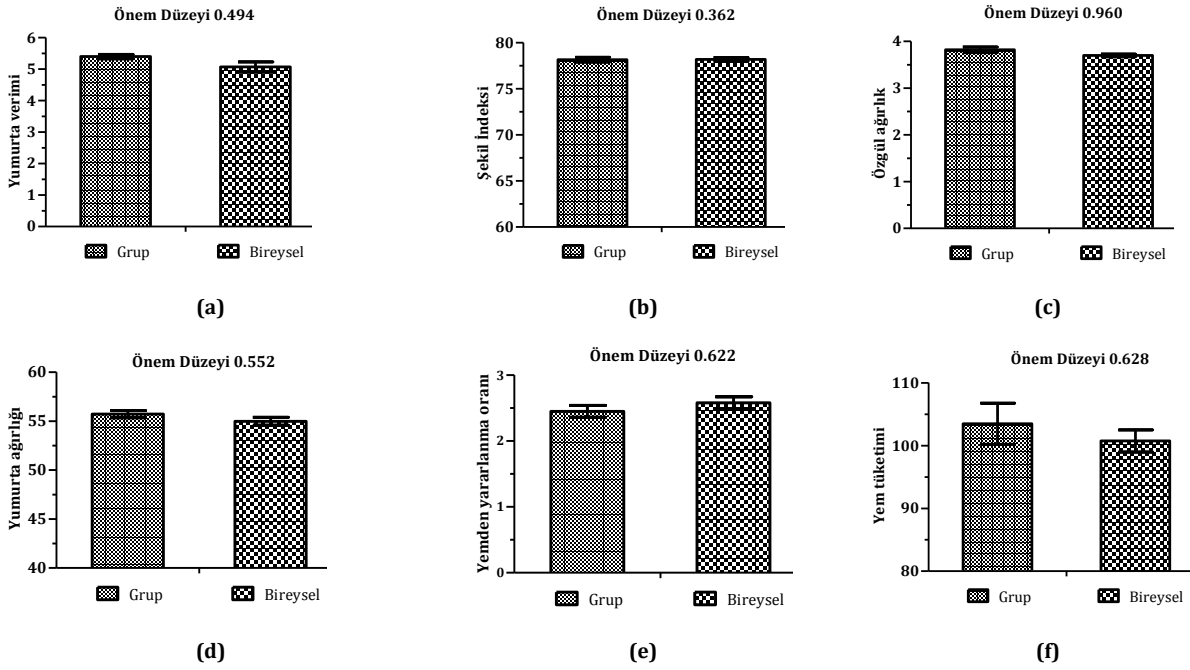 Önem Düzeyi 0.494
Yumurta verimi
6
5
4
3
2
1
0
Grup Bireysel
(a)
Önem Düzeyi 0.362
Şekil İndeksi
80
75
70
65
60
Grup Bireysel
(b)
Önem Düzeyi 0.960
Özgül ağırlık
4
3
2
1
0
Grup Bireysel
(c)
Önem Düzeyi 0.552
Yumurta ağırlığı
60
55
50
45
40
Grup Bireysel
(d)
Önem Düzeyi 0.622
Yemden yararlanma oranı
3
2
1
0
Grup Bireysel
(e)
Önem Düzeyi 0.628
Yem tüketimi
110
100
90
80
Grup Bireysel
(f)